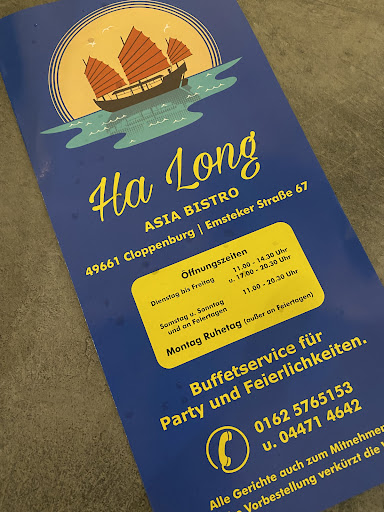 Ha Long
ASIA BISTRO
49661 Cloppenburg | Emsteker Straße 67
Öffnungszeiten
Dienstag bis Freitag 11.00 - 14.30 Uhr
u. 17.00 - 20.30 Uhr
Samstag u. Sonntag
und an Feiertagen 11.00 - 20.30 Uhr
Montag Ruhetag (außer an Feiertagen)
Buffetservice für
Party und Feierlichkeiten.
0162 5765153
u. 04471 4642
Alle Gerichte auch zum Mitnehmen
Vorbestellung verkürzt die